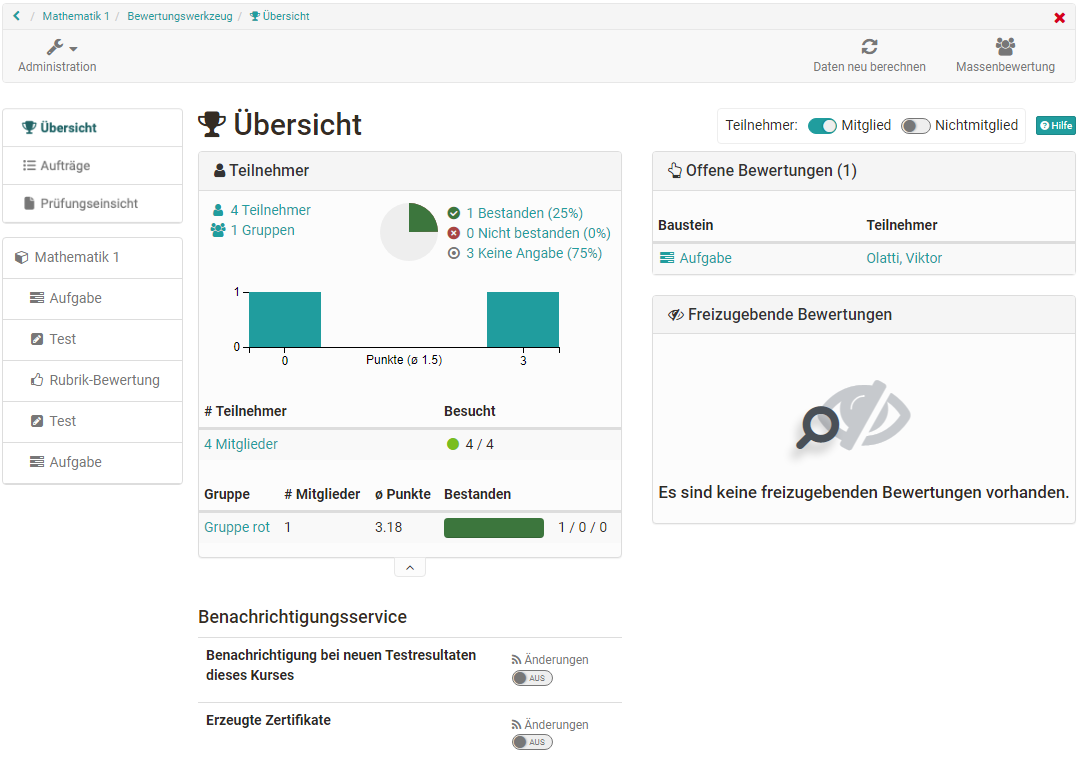 / Mathematik 1 / Bewertungswerkzeug / Übersicht
Administration
Daten neu berechnen
Massenbewertung
Übersicht
Aufträge
Prüfungseinsicht
Mathematik 1
Aufgabe
Test
Rubrik-Bewertung
Test
Aufgabe
Übersicht
Teilnehmer: Mitglied Nichtmitglied
Hilfe
Teilnehmer
4 Teilnehmer
1 Gruppen
1 Bestanden (25%)
0 Nicht bestanden (0%)
3 Keine Angabe (75%)
1
0
0 Punkte (ø 1.5) 3
# Teilnehmer Besucht
4 Mitglieder 4 / 4
Gruppe # Mitglieder ø Punkte Bestanden
Gruppe rot 1 3.18 1 / 0 / 0
Benachrichtigungsservice
Benachrichtigung bei neuen Testresultaten
dieses Kurses
Änderungen
AUS
Erzeugte Zertifikate
Änderungen
AUS
Offene Bewertungen (1)
Baustein Teilnehmer
Aufgabe Olatti, Viktor
Freizugebende Bewertungen
Es sind keine freizugebenden Bewertungen vorhanden.